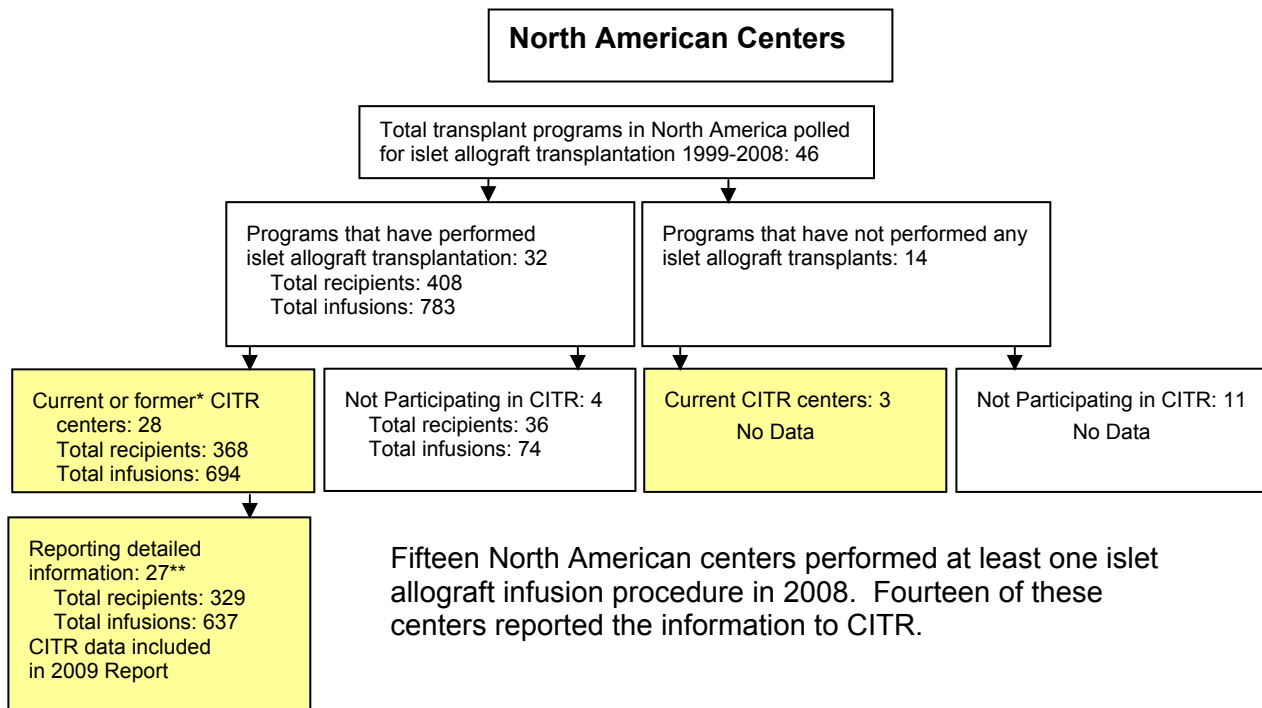 North American Centers
Total transplant programs in North America polled
for islet allograft transplantation 1999-2008: 46
Programs that have performed
islet allograft transplantation: 32
Total recipients: 408
Total infusions: 783
Programs that have not performed any
islet allograft transplants: 14
Current or former* CITR
centers: 28
Total recipients: 368
Total infusions: 694
Not Participating in CITR: 4
Total recipients: 36
Total infusions: 74
Current CITR centers: 3
No Data
Not Participating in CITR: 11
No Data
Reporting detailed
information: 27**
Total recipients: 329
Total infusions: 637
CITR data included
in 2009 Report
Fifteen North American centers performed at least one islet
allograft infusion procedure in 2008.  Fourteen of these
centers reported the information to CITR.